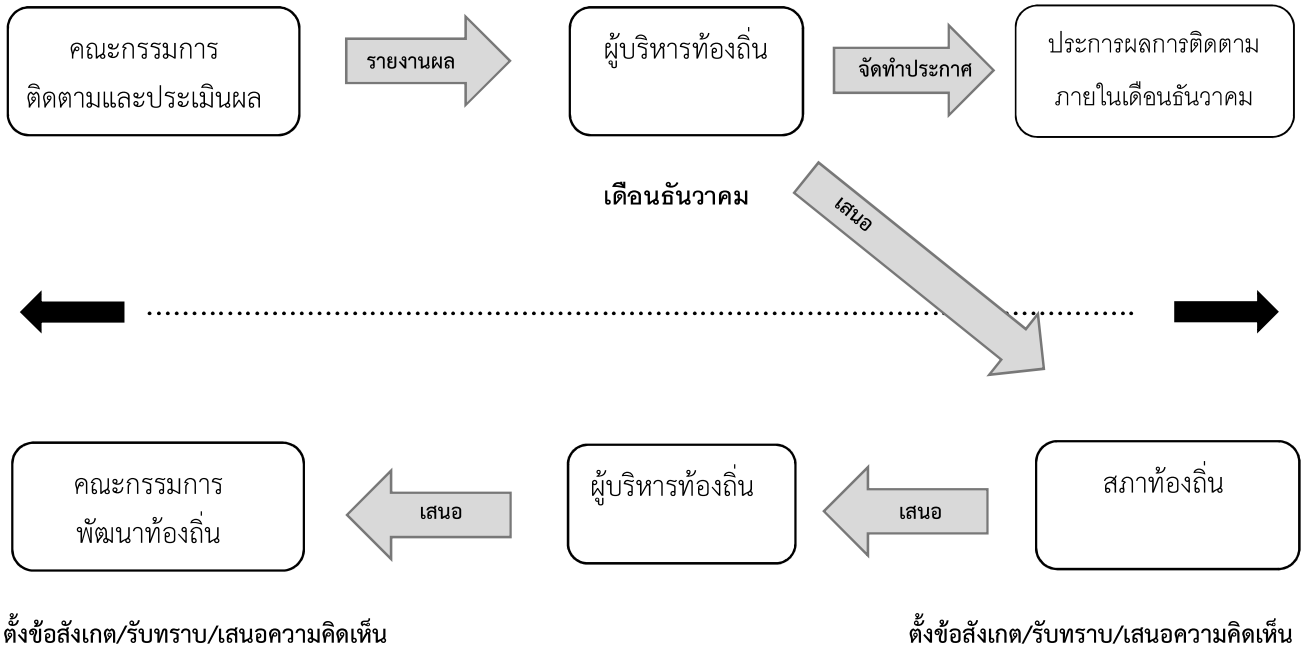 คณะกรรมการ
ติดตามและประเมินผล
รายงานผล
ผู้บริหารท้องถิ่น
จัดทำประกาศ
ประการผลการติดตาม
ภายในเดือนธันวาคม
เดือนธันวาคม
เสนอ
คณะกรรมการ
พัฒนาท้องถิ่น
เสนอ
ผู้บริหารท้องถิ่น
เสนอ
สภาท้องถิ่น
ตั้งข้อสังเกต/รับทราบ/เสนอความคิดเห็น
ตั้งข้อสังเกต/รับทราบ/เสนอความคิดเห็น